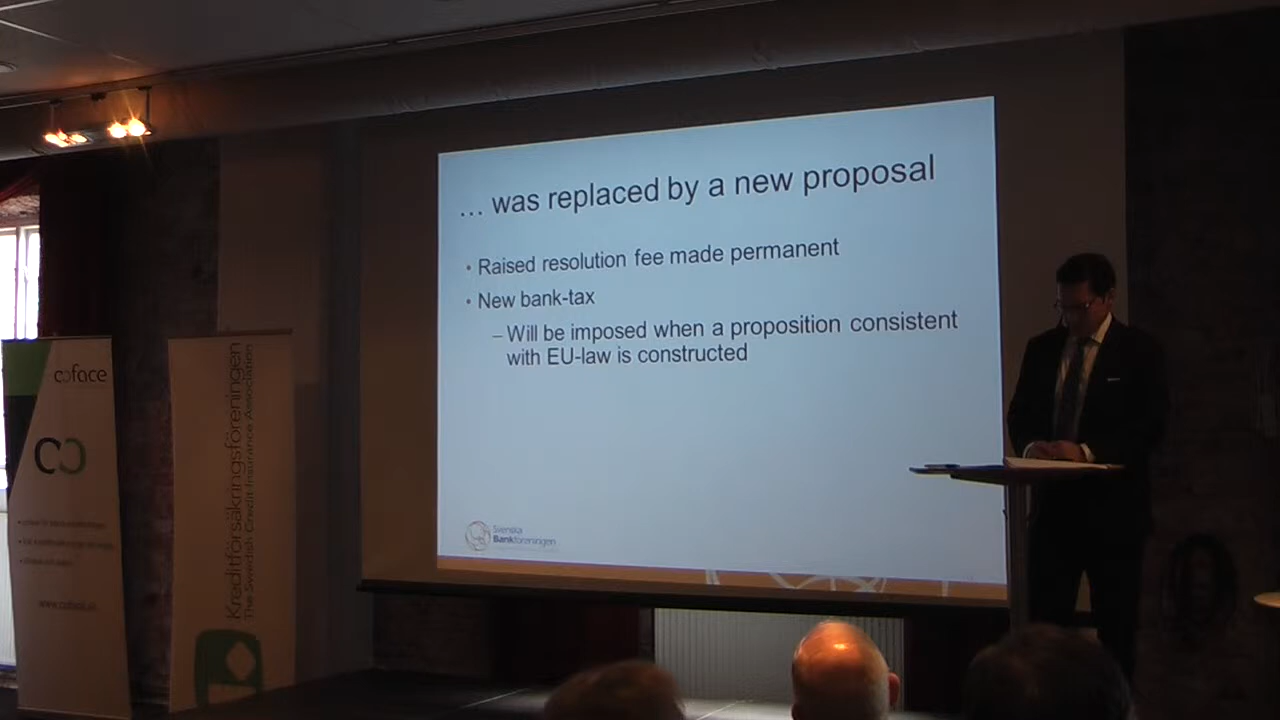 … was replaced by a new proposal
• Raised resolution fee made permanent
• New bank-tax
– Will be imposed when a proposition consistent
with EU-law is constructed
Svenska
Bankföreningen
coface
Kreditförsäkringsföreningen
The Swedish Credit Insurance Association